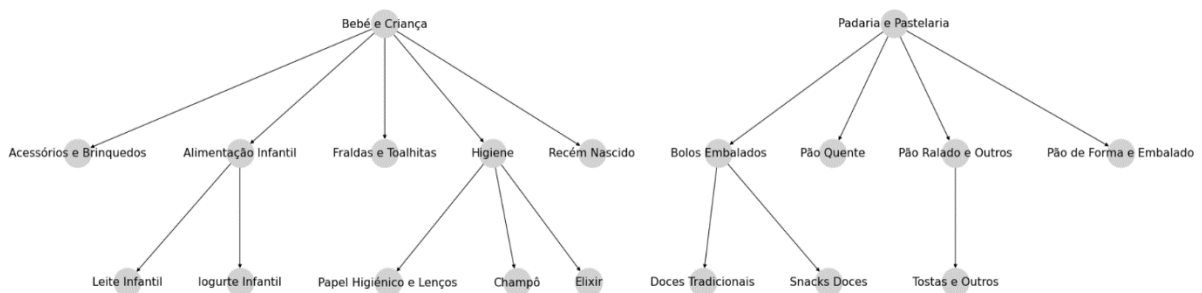 Bebé e Criança
Padaria e Pastelaria
Acessórios e Brinquedos
Alimentação Infantil
Fraldas e Toalhitas
Higiene
Recém Nascido
Bolos Embalados
Pão Quente
Pão Ralado e Outros
Pão de Forma e Embalado
Leite Infantil
Iogurte Infantil
Papel Higiénico e Lenços
Champô
Elixir
Doces Tradicionais
Snacks Doces
Tostas e Outros